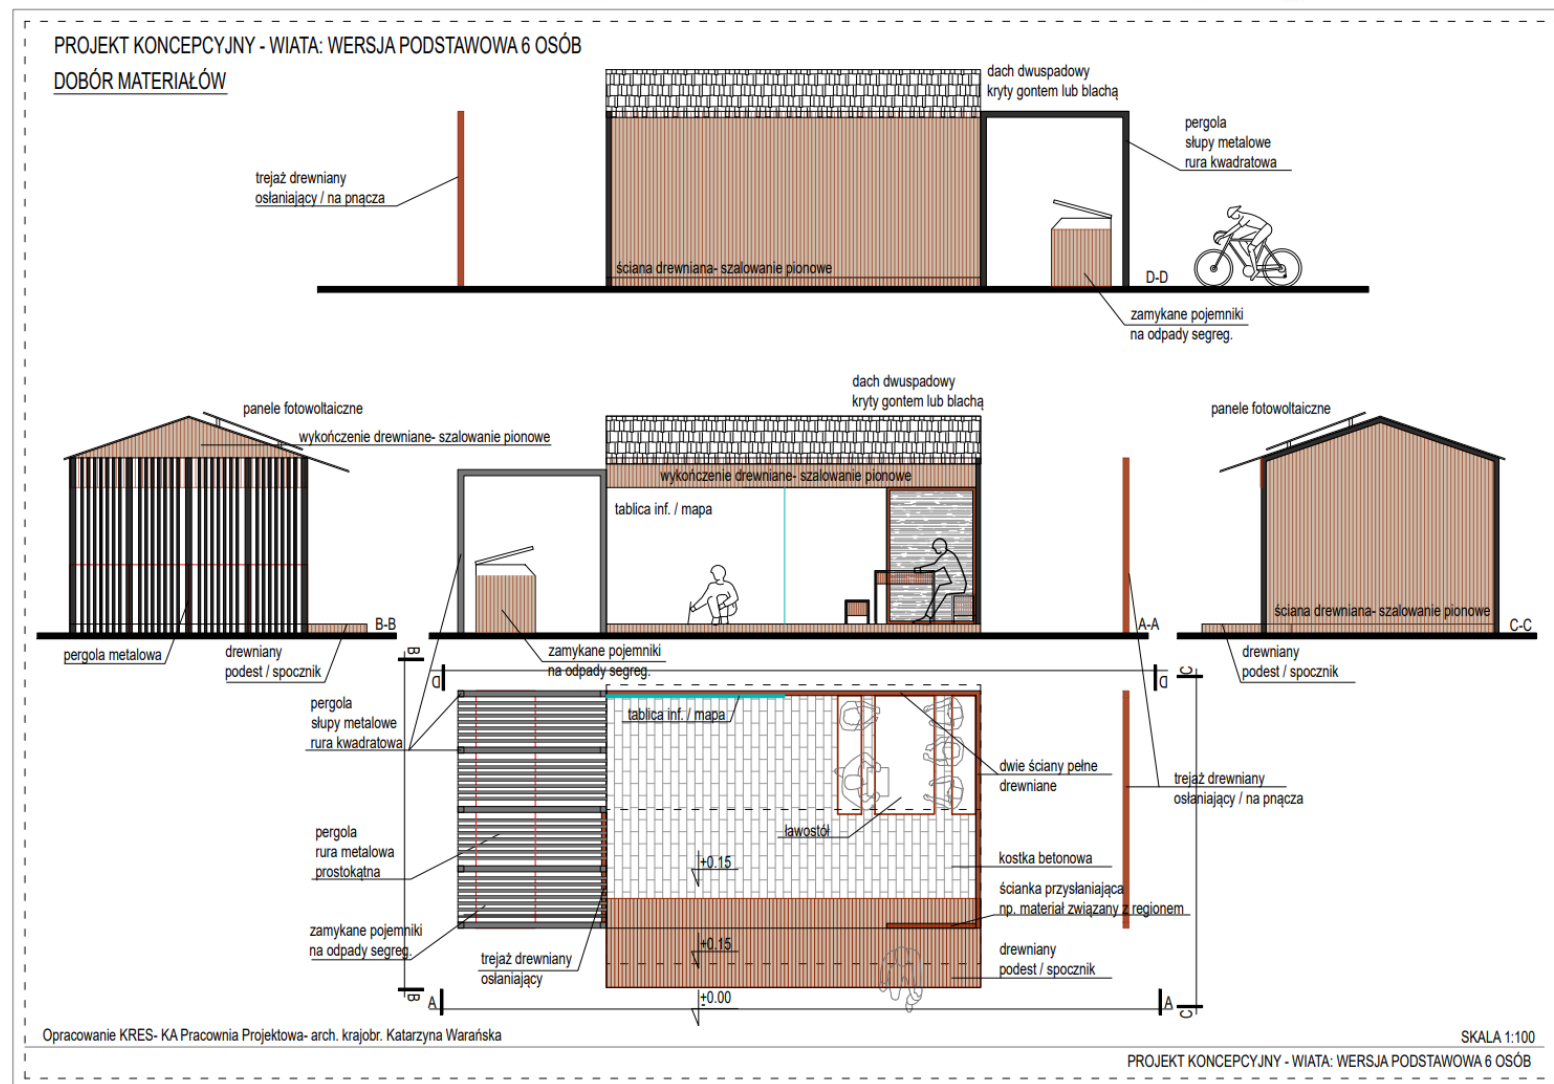 PROJEKT KONCEPCYJNY - WIATA: WERSJA PODSTAWOWA 6 OSÓB
DOBÓR MATERIAŁÓW
dach dwuspadowy
kryty gontem lub blachą
pergola
słupy metalowe
rura kwadratowa
trejaż drewniany
osłaniający / na pnącza
ściana drewniana- szalowanie pionowe
D-D
zamykane pojemniki
na odpady segreg.
panele fotowoltaiczne
wykończenie drewniane- szalowanie pionowe
B-B
pergola metalowa
drewniany
podest / spocznik
dach dwuspadowy
kryty gontem lub blachą
wykończenie drewniane- szalowanie pionowe
tablica inf. / mapa
A-A
zamykane pojemniki
na odpady segreg.
panele fotowoltaiczne
ściana drewniana- szalowanie pionowe
C-C
drewniany
podest / spocznik
B
D
D
C
pergola
słupy metalowe
rura kwadratowa
tablica inf. / mapa
dwie ściany pełne
drewniane
trejaż drewniany
osłaniający / na pnącza
ławostół
pergola
rura metalowa
prostokątna
+0.15
kostka betonowa
ścianka przysłaniająca
np. materiał związany z regionem
zamykane pojemniki
na odpady segreg.
trejaż drewniany
osłaniający
+0.15
drewniany
podest / spocznik
B
A
+0.00
A
C
Opracowanie KRES- KA Pracownia Projektowa- arch. krajobr. Katarzyna Warańska
SKALA 1:100
PROJEKT KONCEPCYJNY - WIATA: WERSJA PODSTAWOWA 6 OSÓB